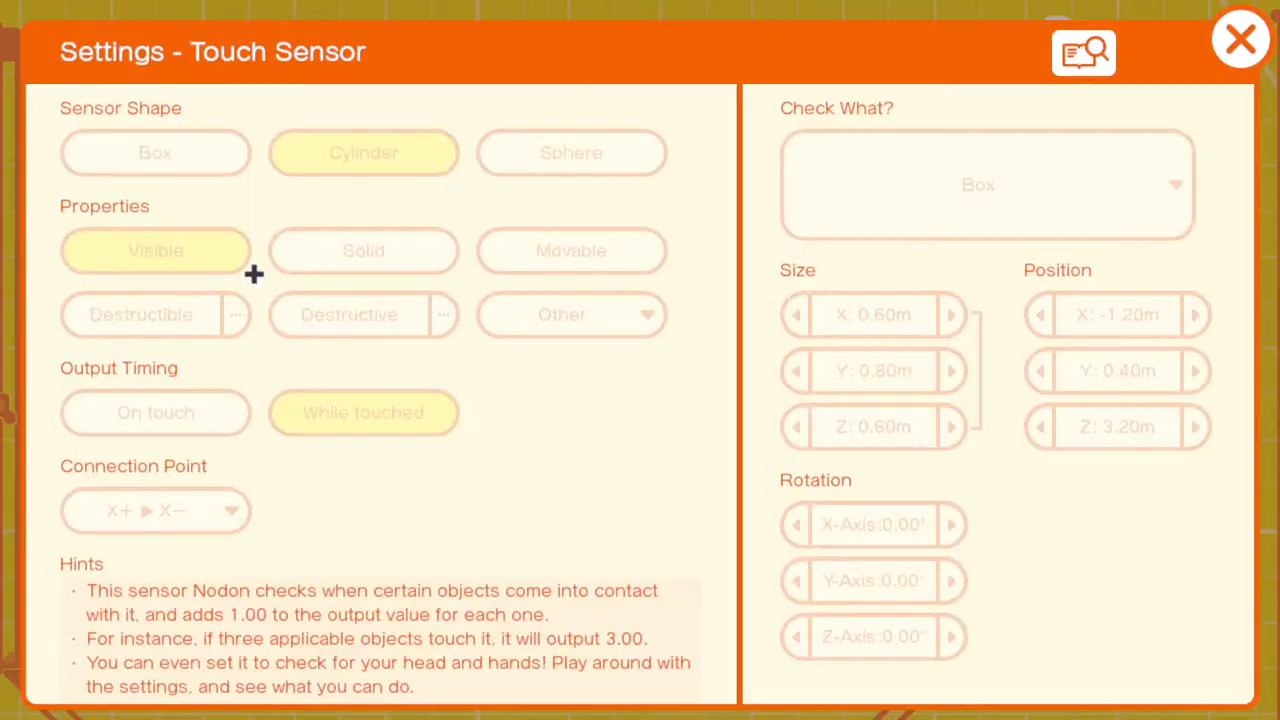 Settings - Touch Sensor
Sensor Shape
Box
Cylinder
Sphere
Properties
Visible
Solid
Movable
Destructible
...
Destructive
...
Other
Output Timing
On touch
While touched
Connection Point
X+ ▶ X−
Hints
· This sensor Nodon checks when certain objects come into contact
with it, and adds 1.00 to the output value for each one.
· For instance, if three applicable objects touch it, it will output 3.00.
· You can even set it to check for your head and hands! Play around with
the settings, and see what you can do.
Check What?
Box
Size
X: 0.60m
Y: 0.80m
Z: 0.60m
Position
X: -1.20m
Y: 0.40m
Z: 3.20m
Rotation
X-Axis:0.00°
Y-Axis:0.00°
Z-Axis:0.00°